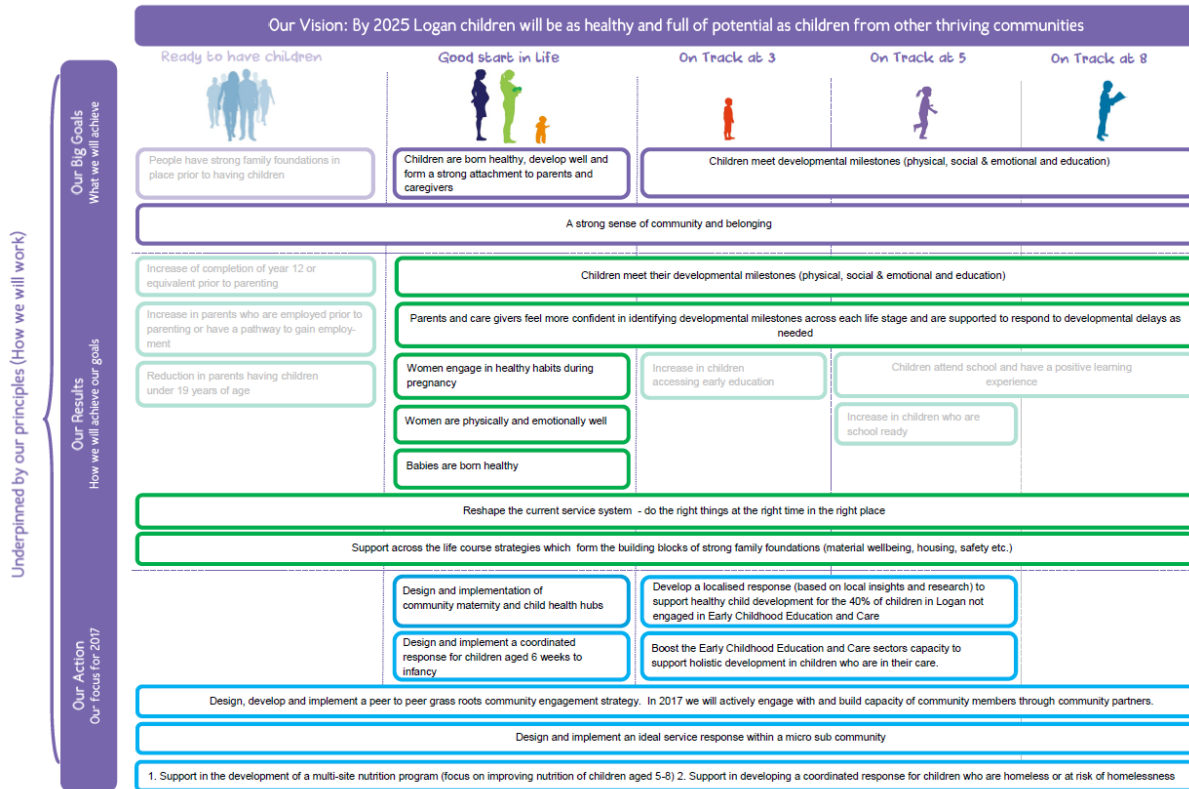 Our Vision: By 2025 Logan children will be as healthy and full of potential as children from other thriving communities
Ready to have children
Good start in Life
On Track at 3
On Track at 5
On Track at 8
Underpinned by our principles (How we will work)
Our Big Goals
What we will achieve
People have strong family foundations in
place prior to having children
Children are born healthy, develop well and
form a strong attachment to parents and
caregivers
Children meet developmental milestones (physical, social & emotional and education)
A strong sense of community and belonging
Our Results
How we will achieve our goals
Increase of completion of year 12 or
equivalent prior to parenting
Children meet their developmental milestones (physical, social & emotional and education)
Increase in parents who are employed prior to
parenting or have a pathway to gain employ-
ment
Parents and care givers feel more confident in identifying developmental milestones across each life stage and are supported to respond to developmental delays as
needed
Reduction in parents having children
under 19 years of age
Women engage in healthy habits during
pregnancy
Increase in children
accessing early education
Children attend school and have a positive learning
experience
Women are physically and emotionally well
Increase in children who are
school ready
Babies are born healthy
Reshape the current service system - do the right things at the right time in the right place
Support across the life course strategies which form the building blocks of strong family foundations (material wellbeing, housing, safety etc.)
Our Action
Our focus for 2017
Design and implementation of
community maternity and child health hubs
Develop a localised response (based on local insights and research) to
support healthy child development for the 40% of children in Logan not
engaged in Early Childhood Education and Care
Design and implement a coordinated
response for children aged 6 weeks to
infancy
Boost the Early Childhood Education and Care sectors capacity to
support holistic development in children who are in their care.
Design, develop and implement a peer to peer grass roots community engagement strategy. In 2017 we will actively engage with and build capacity of community members through community partners.
Design and implement an ideal service response within a micro sub community
1. Support in the development of a multi-site nutrition program (focus on improving nutrition of children aged 5-8) 2. Support in developing a coordinated response for children who are homeless or at risk of homelessness